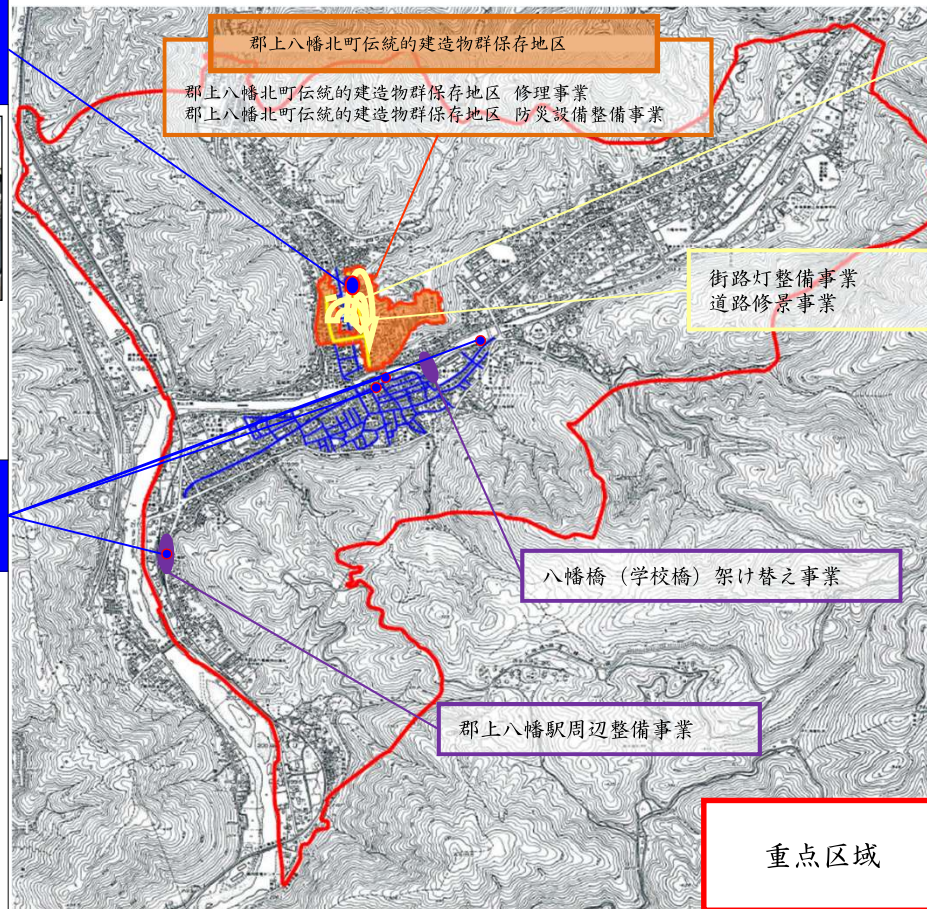 郡上八幡北町伝統的建造物群保存地区
郡上八幡北町伝統的建造物群保存地区 修理事業
郡上八幡北町伝統的建造物群保存地区 防災設備整備事業
街路灯整備事業
道路修景事業
八幡橋（学校橋）架け替え事業
郡上八幡駅周辺整備事業
重点区域